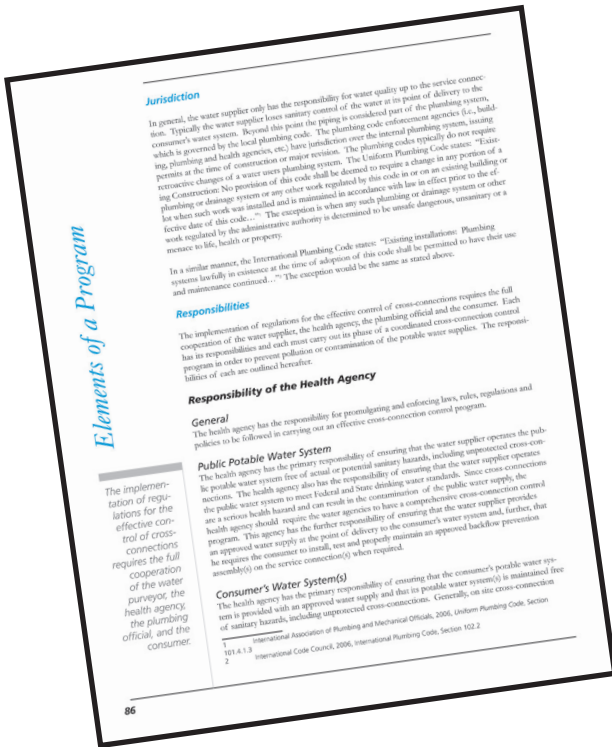 Elements of a Program
Jurisdiction
In general, the water supplier only has the responsibility for water quality up to the service connec-
tion. Typically the water supplier loses sanitary control of the water at its point of delivery to the
consumer's water system. Beyond this point the piping is considered part of the plumbing system,
which is governed by the local plumbing code. The plumbing code enforcement agencies (i.e., build-
ing, plumbing and health agencies, etc.) have jurisdiction over the internal plumbing system, issuing
permits at the time of construction or major revision. The plumbing codes typically do not require
retroactive changes of a water users plumbing system. The Uniform Plumbing Code states: "Exist-
ing Construction: No provision of this code shall be deemed to require a change in any portion of a
plumbing or drainage system or any other work regulated by this code in or on an existing building or
lot when such work was installed and is maintained in accordance with law in effect prior to the ef-
fective date of this code…"¹ The exception is when any such plumbing or drainage system or other
work regulated by the administrative authority is determined to be unsafe dangerous, unsanitary or a
menace to life, health or property.
In a similar manner, the International Plumbing Code states: "Existing installations: Plumbing
systems lawfully in existence at the time of adoption of this code shall be permitted to have their use
and maintenance continued…"² The exception would be the same as stated above.
Responsibilities
The implementation of regulations for the effective control of cross-connections requires the full
cooperation of the water supplier, the health agency, the plumbing official and the consumer. Each
has its responsibilities and each must carry out its phase of a coordinated cross-connection control
program in order to prevent pollution or contamination of the potable water supplies. The responsi-
bilities of each are outlined hereafter.
Responsibility of the Health Agency
General
The health agency has the responsibility for promulgating and enforcing laws, rules, regulations and
policies to be followed in carrying out an effective cross-connection control program.
Public Potable Water System
The health agency has the primary responsibility of ensuring that the water supplier operates the pub-
lic potable water system free of actual or potential sanitary hazards, including unprotected cross-con-
nections. The health agency also has the responsibility of ensuring that the water supplier operates
the public water system to meet Federal and State drinking water standards. Since cross-connections
are a serious health hazard and can result in the contamination of the public water supply, the
health agency should require the water agencies to have a comprehensive cross-connection control
program. This agency has the further responsibility of ensuring that the water supplier provides
an approved water supply at the point of delivery to the consumer's water system and, further, that
he requires the consumer to install, test and properly maintain an approved backflow prevention
assembly(s) on the service connection(s) when required.
Consumer's Water System(s)
The health agency has the primary responsibility of ensuring that the consumer's potable water sys-
tem is provided with an approved water supply and that its potable water system(s) is maintained free
of sanitary hazards, including unprotected cross-connections. Generally, on site cross-connection
The implemen-
tation of regu-
lations for the
effective con-
trol of cross-
connections
requires the full
cooperation
of the water
purveyor, the
health agency,
the plumbing
official, and the
consumer.
1 International Association of Plumbing and Mechanical Officials, 2006, Uniform Plumbing Code, Section
101.4.1.3
2 International Code Council, 2006, International Plumbing Code, Section 102.2
86